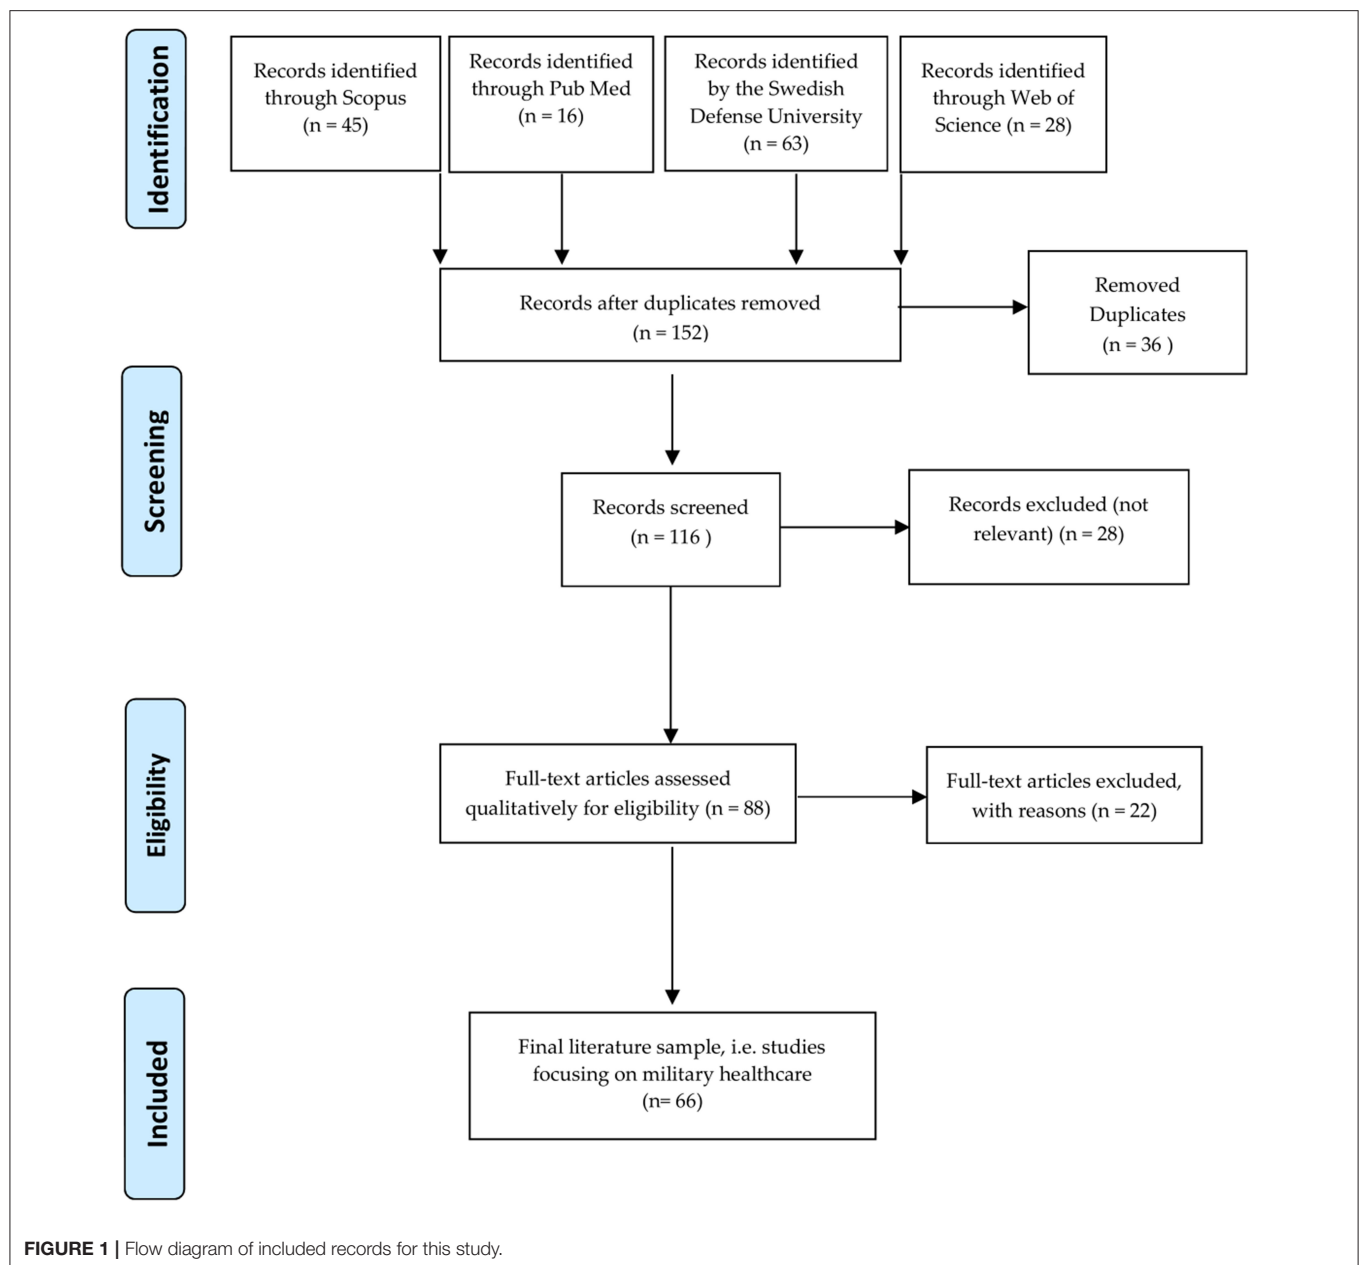 Identification
Records identified
through Scopus
(n = 45)
Records identified
through Pub Med
(n = 16)
Records identified
by the Swedish
Defense University
(n = 63)
Records identified
through Web of
Science (n = 28)
Records after duplicates removed
(n = 152)
Removed
Duplicates
(n = 36 )
Screening
Records screened
(n = 116 )
Records excluded (not
relevant) (n = 28)
Eligibility
Full-text articles assessed
qualitatively for eligibility (n = 88)
Full-text articles excluded,
with reasons (n = 22)
Included
Final literature sample, i.e. studies
focusing on military healthcare
(n= 66)
FIGURE 1 | Flow diagram of included records for this study.